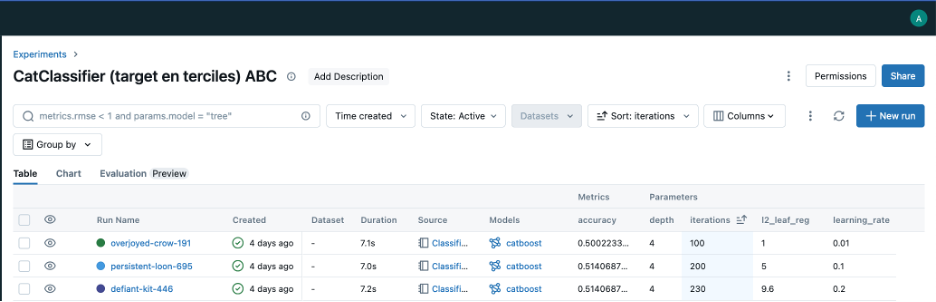 A
Experiments >
CatClassifier (target en terciles) ABC Add Description Permissions Share
metrics.rmse < 1 and params.model = "tree" Time created State: Active Datasets Sort: iterations Columns + New run
Group by
Table Chart Evaluation Preview
Metrics Parameters
Run Name Created Dataset Duration Source Models accuracy depth iterations l2_leaf_reg learning_rate
overjoyed-crow-191 4 days ago - 7.1s Classifi... catboost 0.5002233... 4 100 1 0.01
persistent-loon-695 4 days ago - 7.0s Classifi... catboost 0.5140687... 4 200 5 0.1
defiant-kit-446 4 days ago - 7.2s Classifi... catboost 0.5140687... 4 230 9.6 0.2